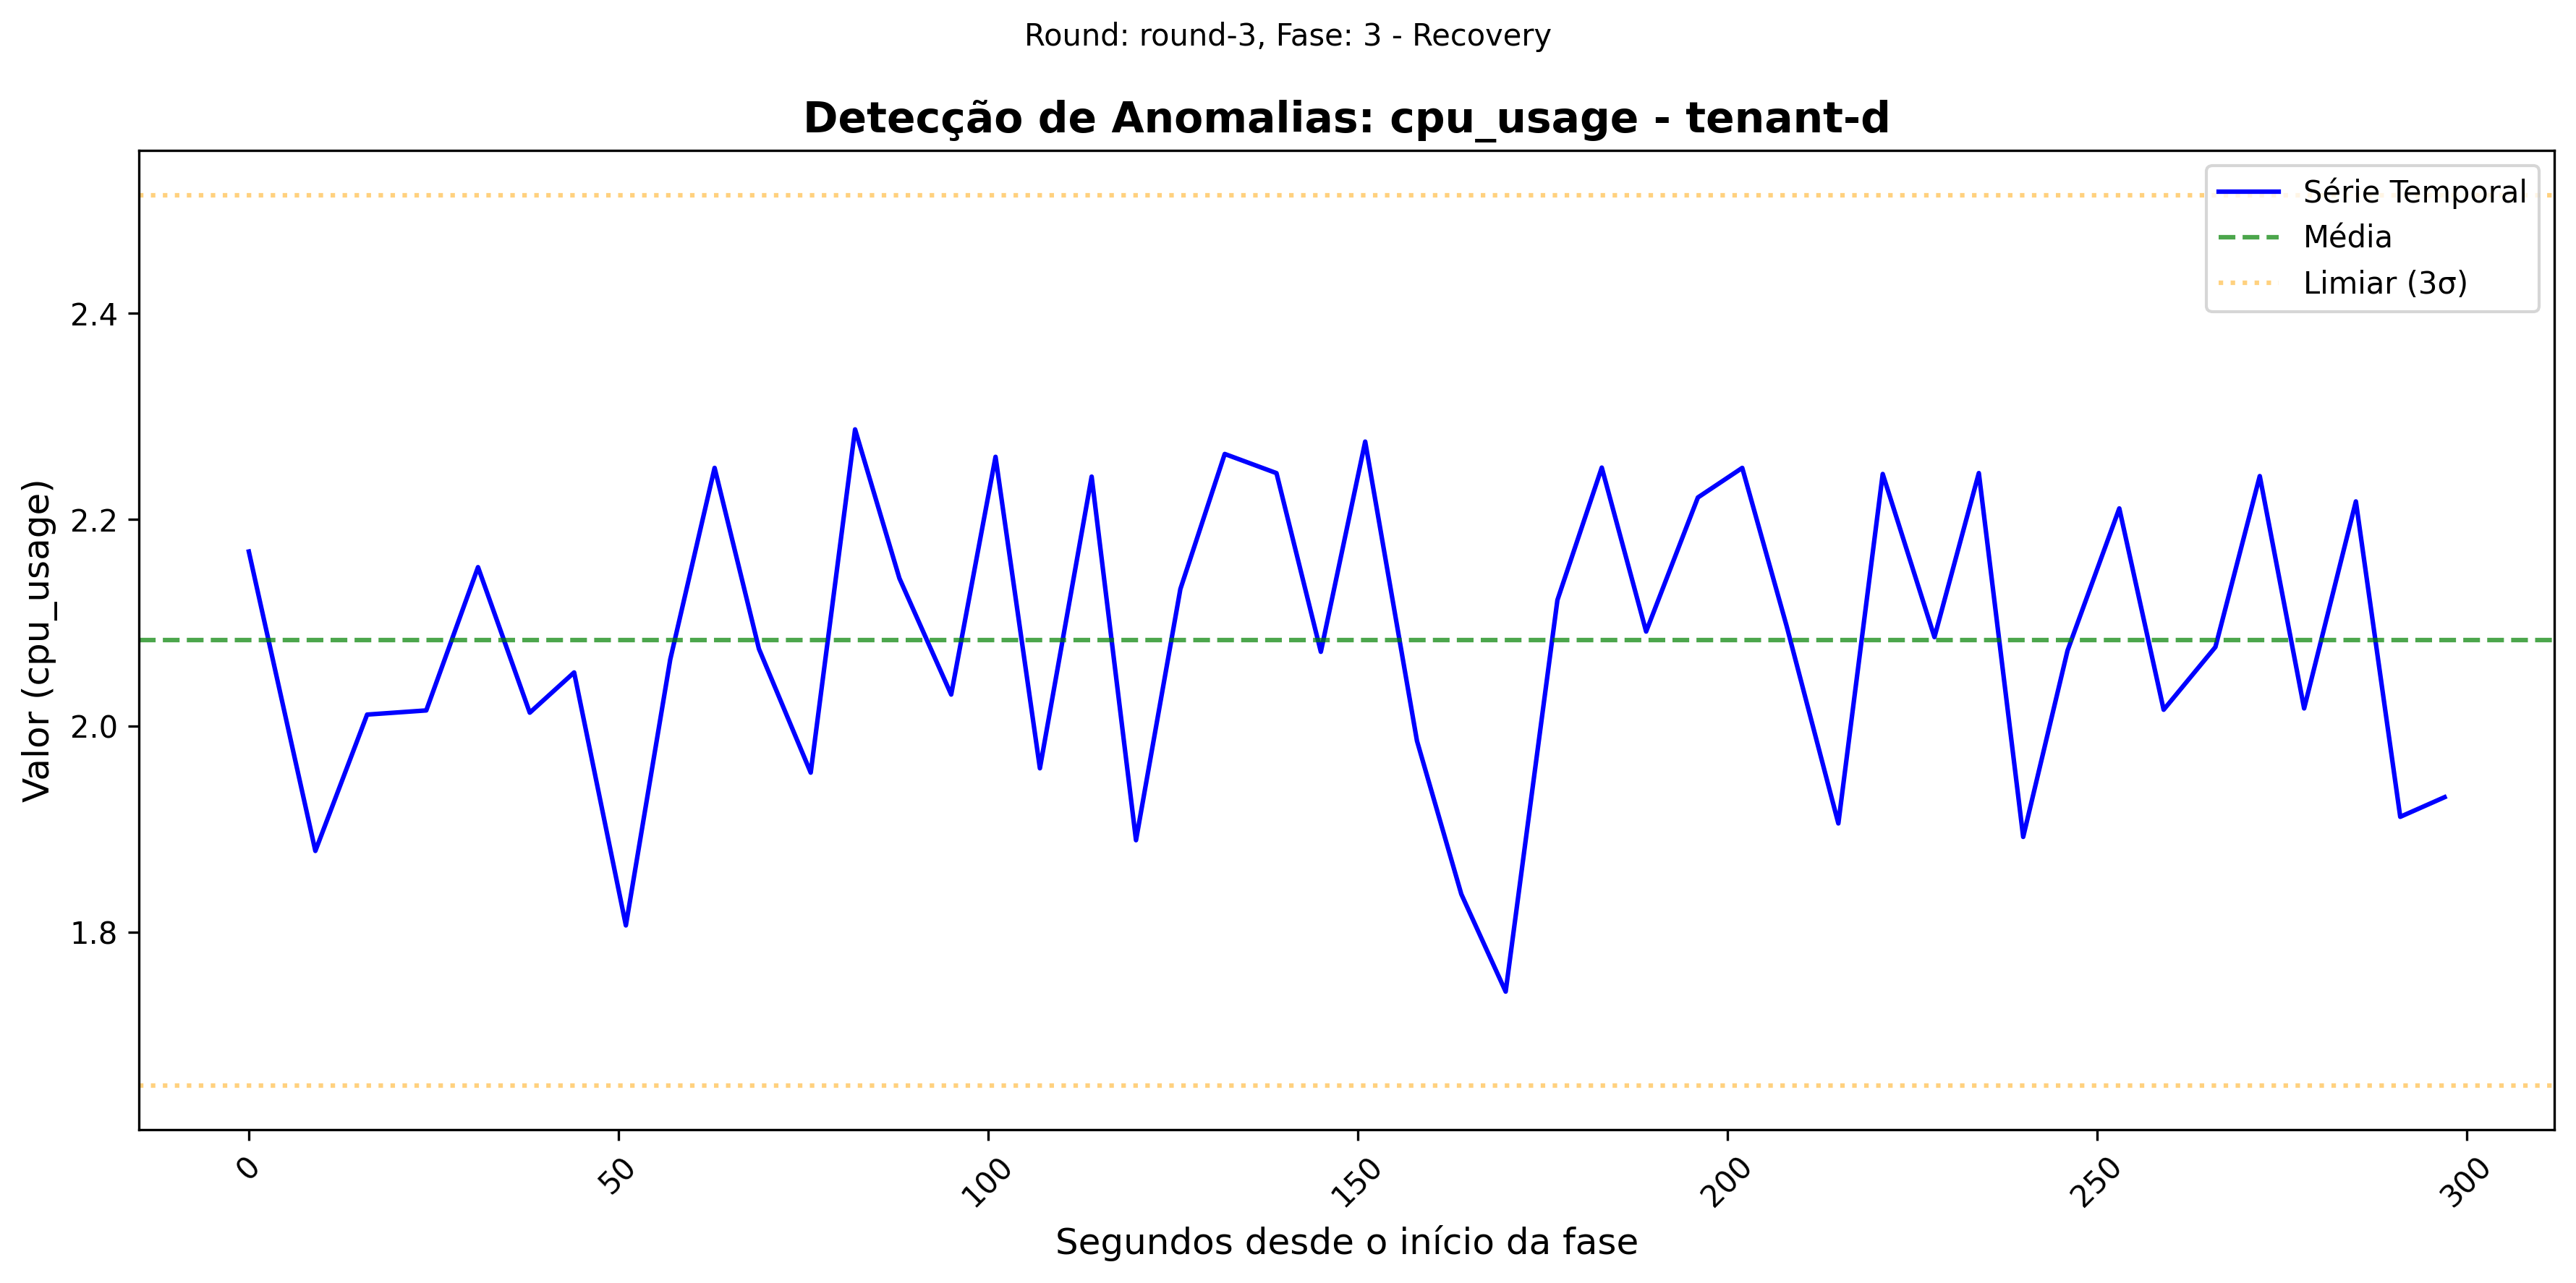 Round: round-3, Fase: 3 - Recovery
Detecção de Anomalias: cpu_usage - tenant-d
Série Temporal
Média
Limiar (3σ)
Valor (cpu_usage)
2.4
2.2
2.0
1.8
0
50
100
150
200
250
300
Segundos desde o início da fase